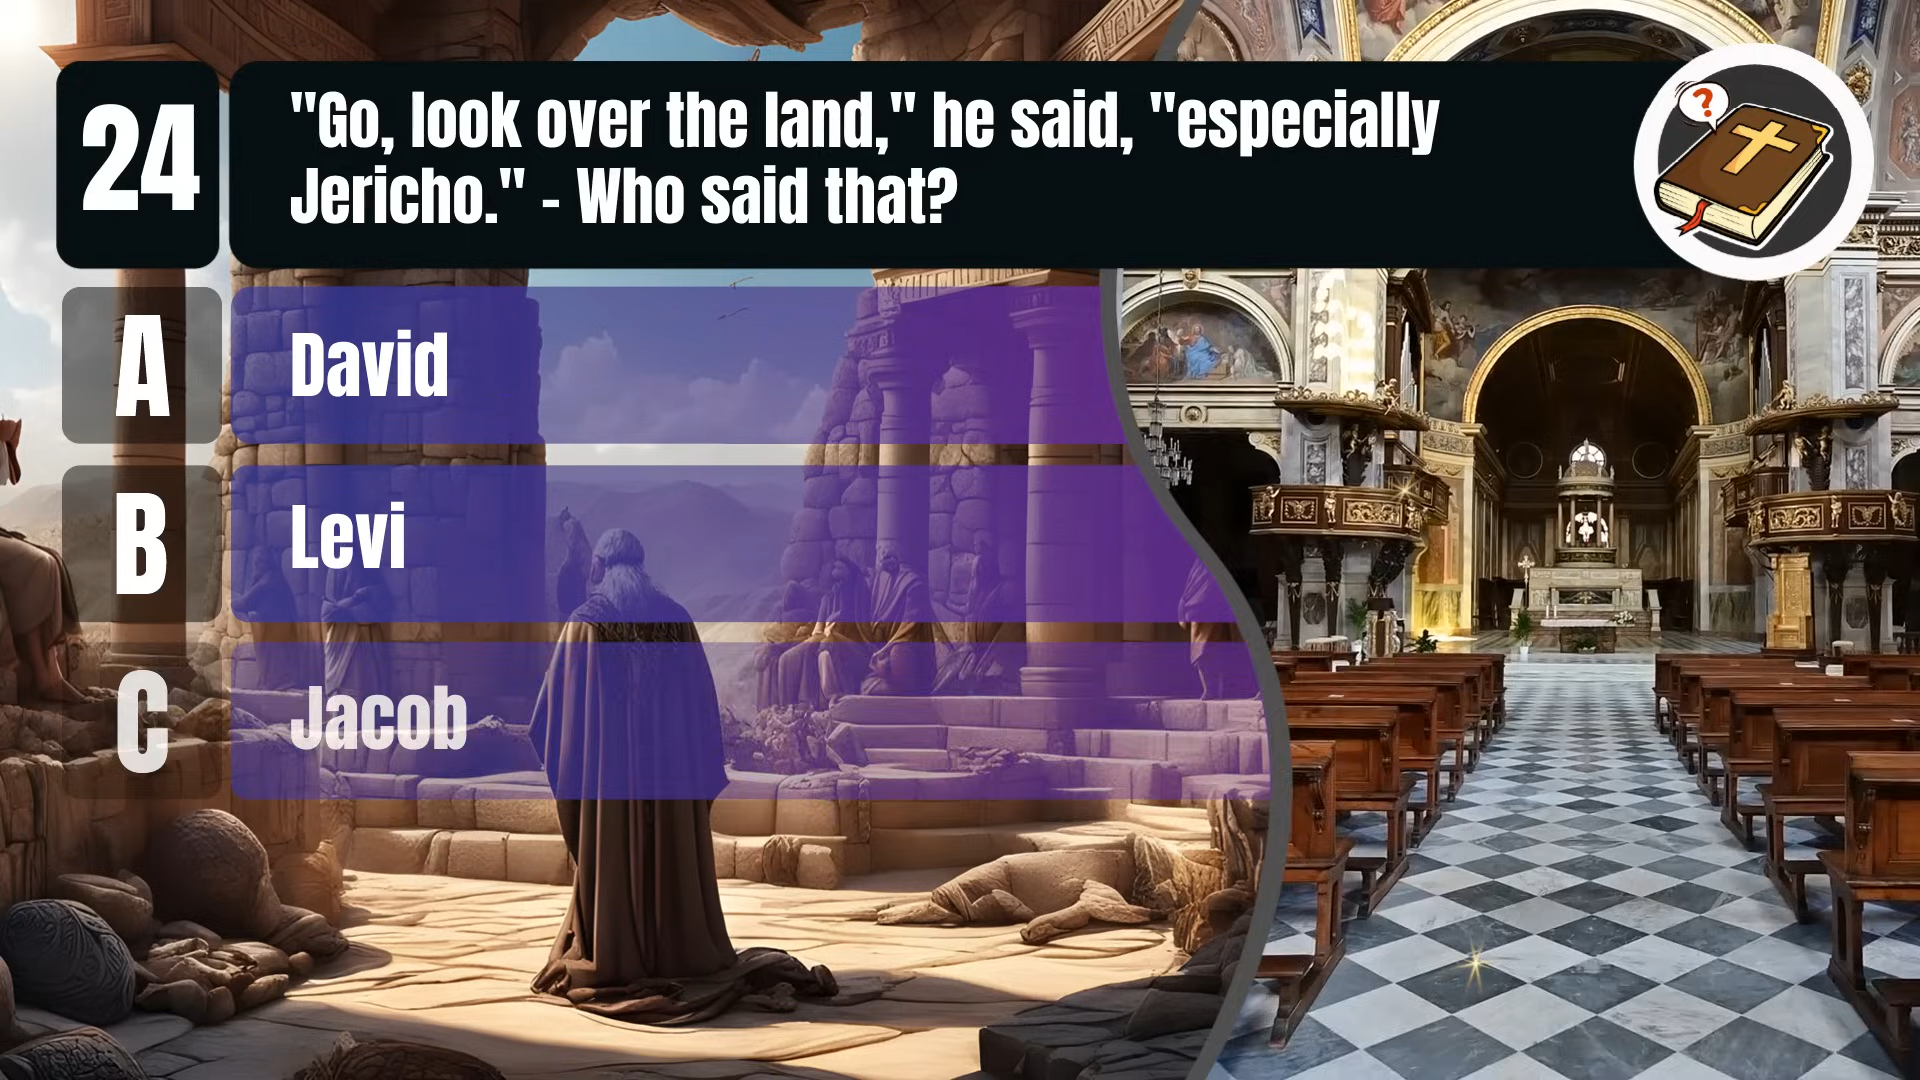 24
"Go, look over the land," he said, "especially
Jericho." - Who said that?
A
David
B
Levi
C
Jacob
?